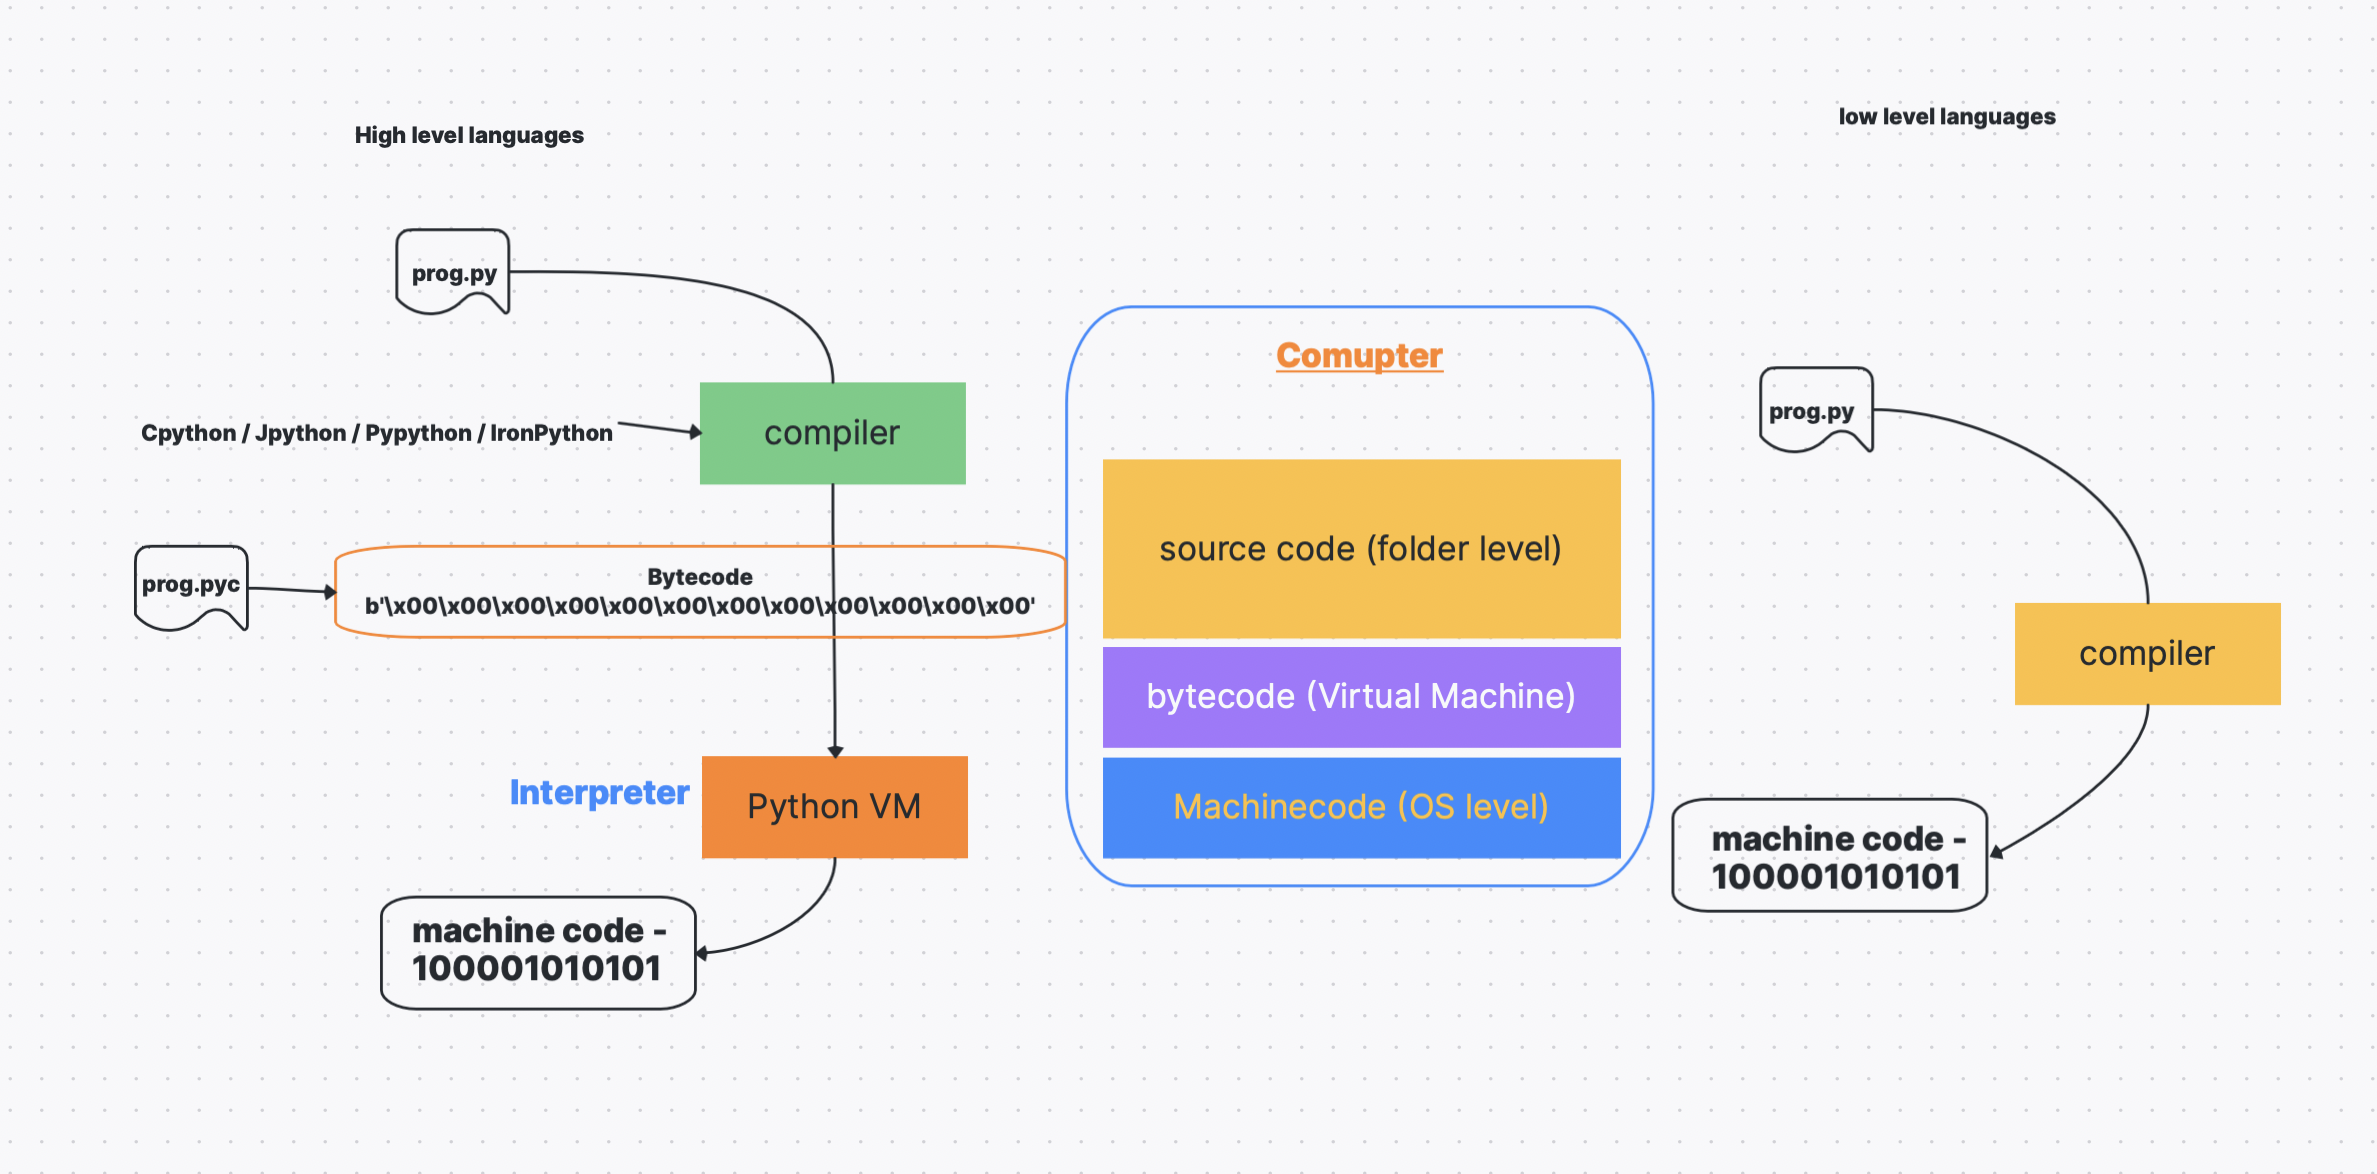 High level languages
prog.py
compiler
Cpython / Jpython / Pypython / IronPython
prog.pyc
Bytecode
b'\x00\x00\x00\x00\x00\x00\x00\x00\x00\x00\x00\x00'
Interpreter
Python VM
machine code -
100001010101
Comupter
source code (folder level)
bytecode (Virtual Machine)
Machinecode (OS level)
low level languages
prog.py
compiler
machine code -
100001010101